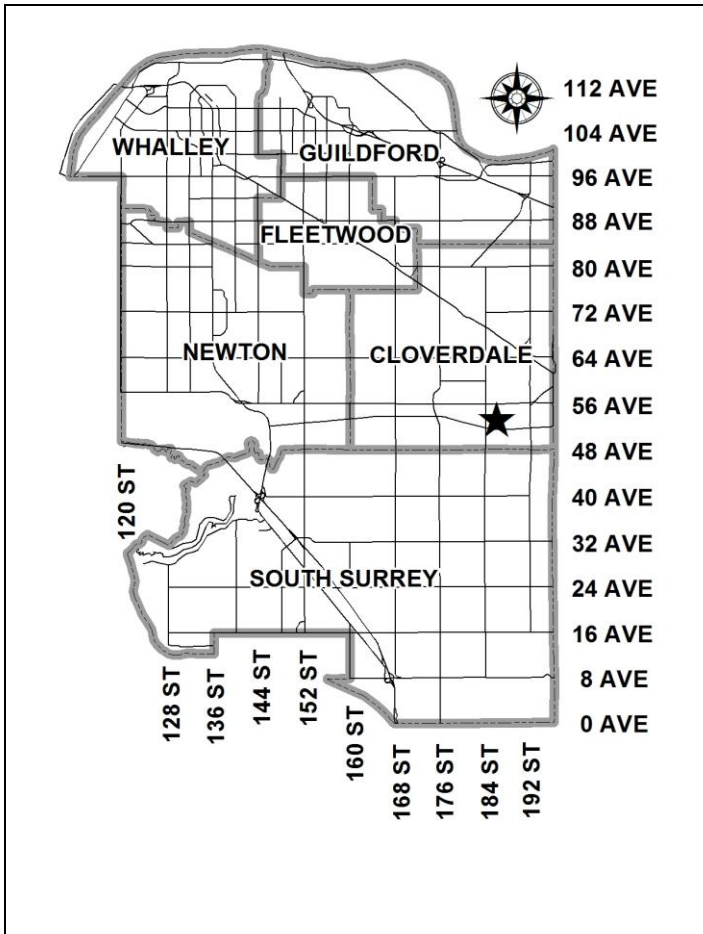 112 AVE
104 AVE
WHALLEY
GUILDFORD
96 AVE
88 AVE
FLEETWOOD
80 AVE
72 AVE
NEWTON
CLOVERDALE
64 AVE
56 AVE
48 AVE
120 ST
40 AVE
32 AVE
SOUTH SURREY
24 AVE
16 AVE
8 AVE
128 ST
136 ST
144 ST
152 ST
160 ST
0 AVE
168 ST
176 ST
184 ST
192 ST